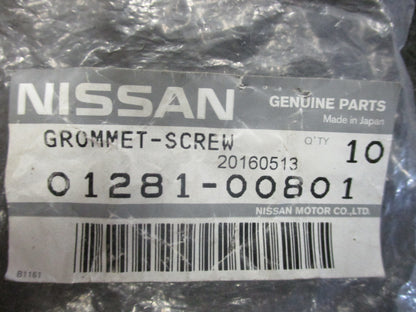 NISSAN GENUINE PARTS
Made in Japan
GROMMET-SCREW Q'TY 10
20160513
01281-00801
NISSAN MOTOR CO.,LTD.
B1161